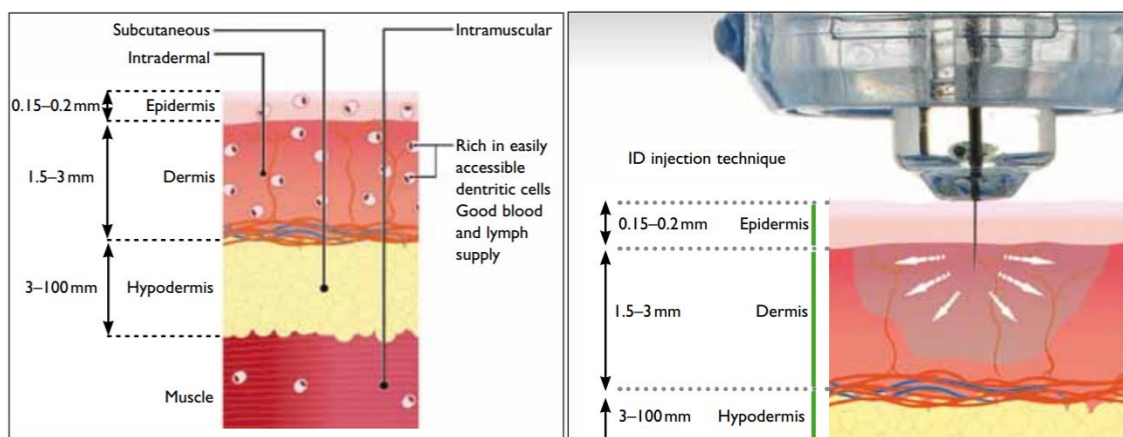 Subcutaneous
Intramuscular
Intradermal
0.15–0.2 mm Epidermis
1.5–3 mm Dermis
Rich in easily
accessible
dentritic cells
Good blood
and lymph
supply
3–100 mm Hypodermis
Muscle
ID injection technique
0.15–0.2 mm Epidermis
1.5–3 mm Dermis
3–100 mm Hypodermis